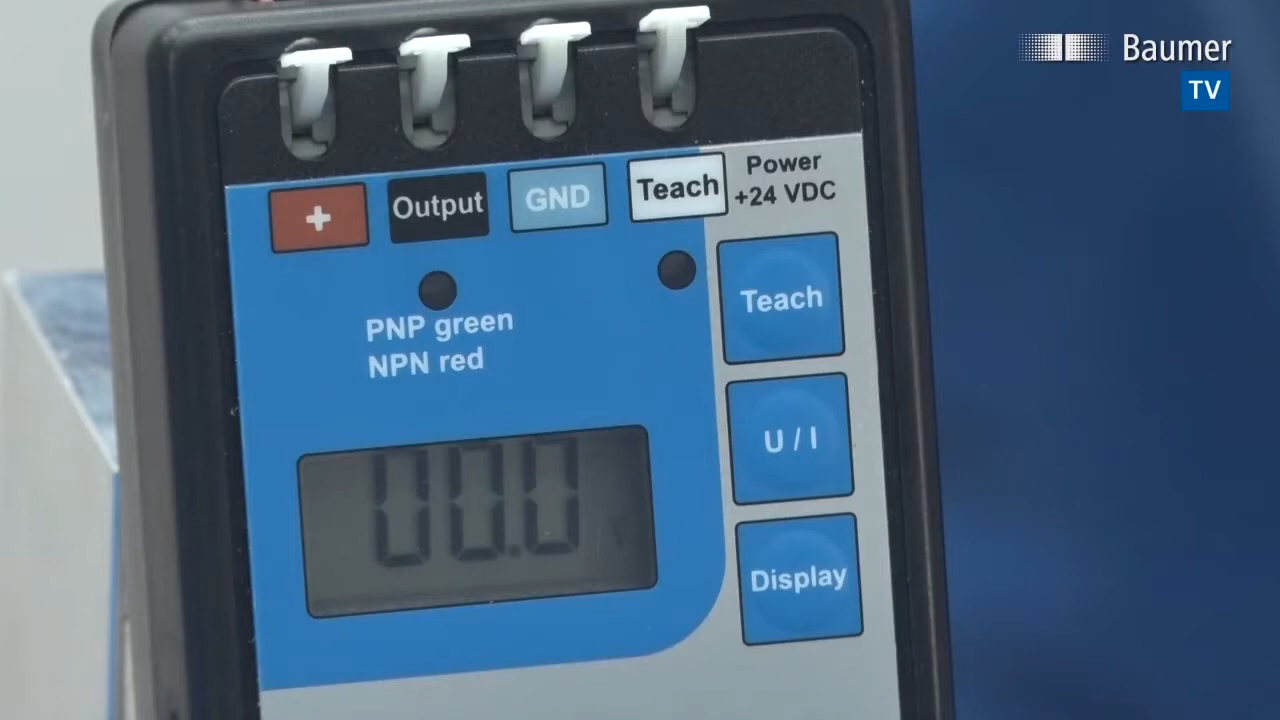 Baumer
TV
Power
+24 VDC
+
Output
GND
Teach
Teach
PNP green
NPN red
U / I
00.0 V
Display